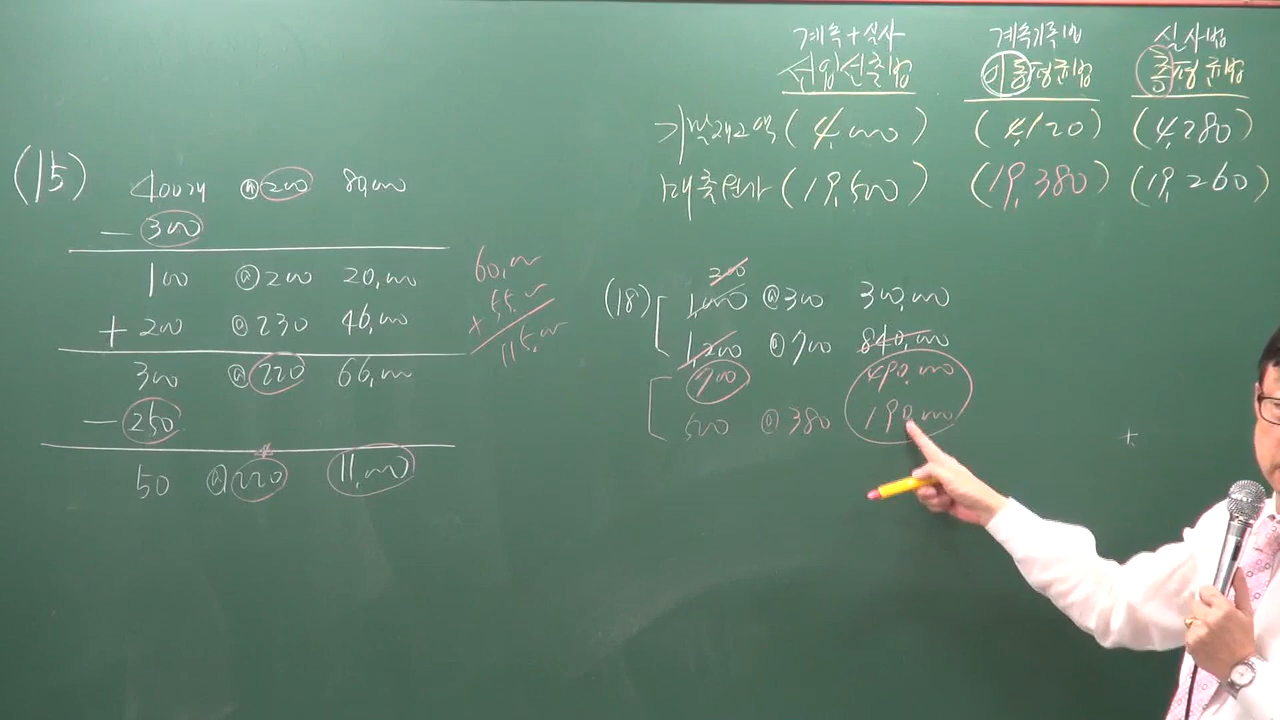 계속+실사 계속기록법 실사법
선입선출법 이동평균법 총평균법
기말재고액 (4,000) (4,120) (4,280)
매출원가 (19,500) (19,380) (19,260)
(15) 400개 @200 80,000
- 300
100 @200 20,000
+ 200 @230 46,000
300 @220 66,000
- 250
50 @220 11,000
60,000
+ 55,000
115,000
300
(18) 1,000 @300 300,000
1,200 @700 840,000
700 490,000
500 @380 190,000